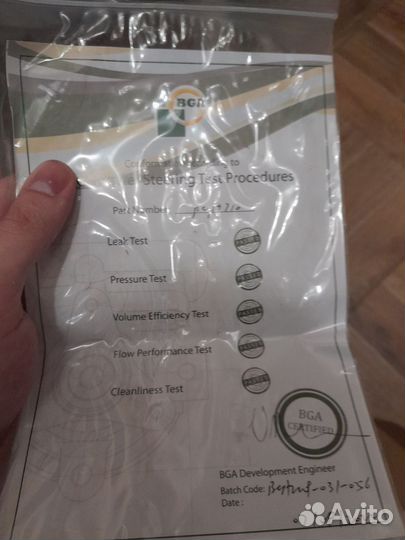 BGA
to
Steering Test Procedures
Part Number
Leak Test
PASSED
Pressure Test
PASSED
Volume Efficiency Test
PASSED
Flow Performance Test
PASSED
Cleanliness Test
PASSED
BGA
CERTIFIED
BGA Development Engineer
Batch Code:
Date :
Avito